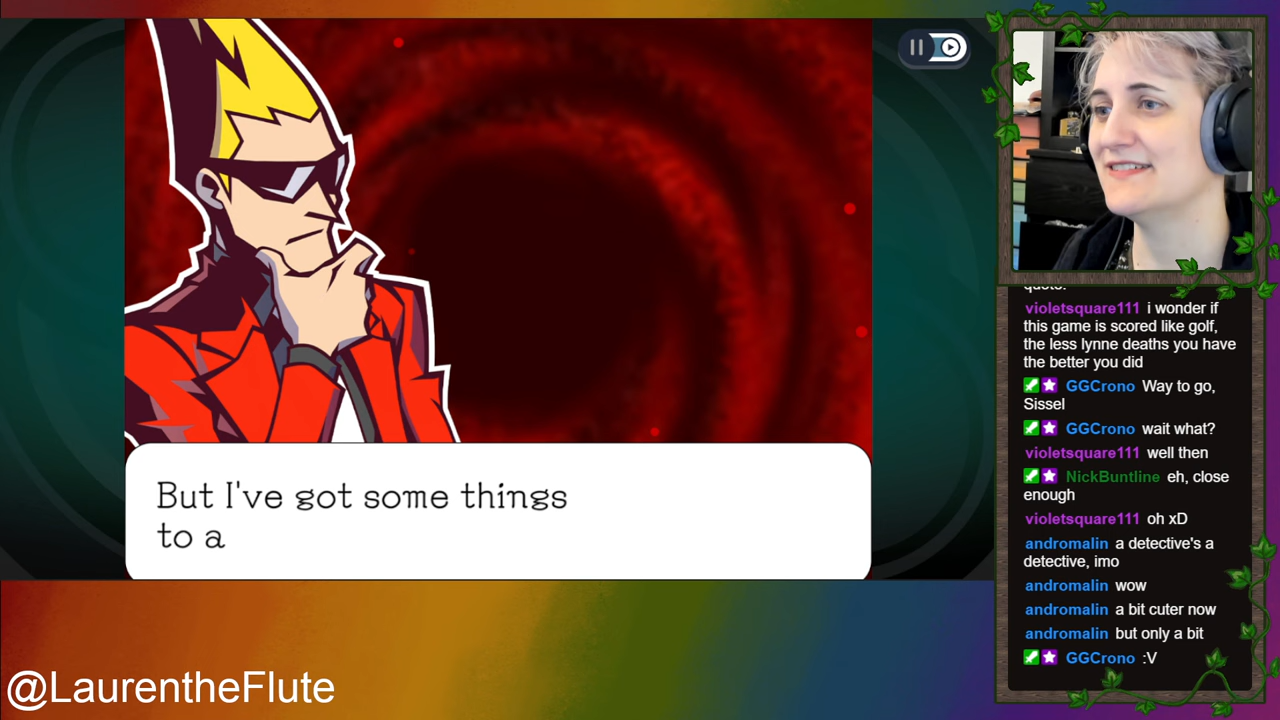 But I've got some things
to a
quote.
violetsquare111 i wonder if
this game is scored like golf,
the less lynne deaths you have
the better you did
GGCrono Way to go,
Sissel
GGCrono wait what?
violetsquare111 well then
NickBuntline eh, close
enough
violetsquare111 oh xD
andromalin a detective's a
detective, imo
andromalin wow
andromalin a bit cuter now
andromalin but only a bit
GGCrono :V
@LaurentheFlute